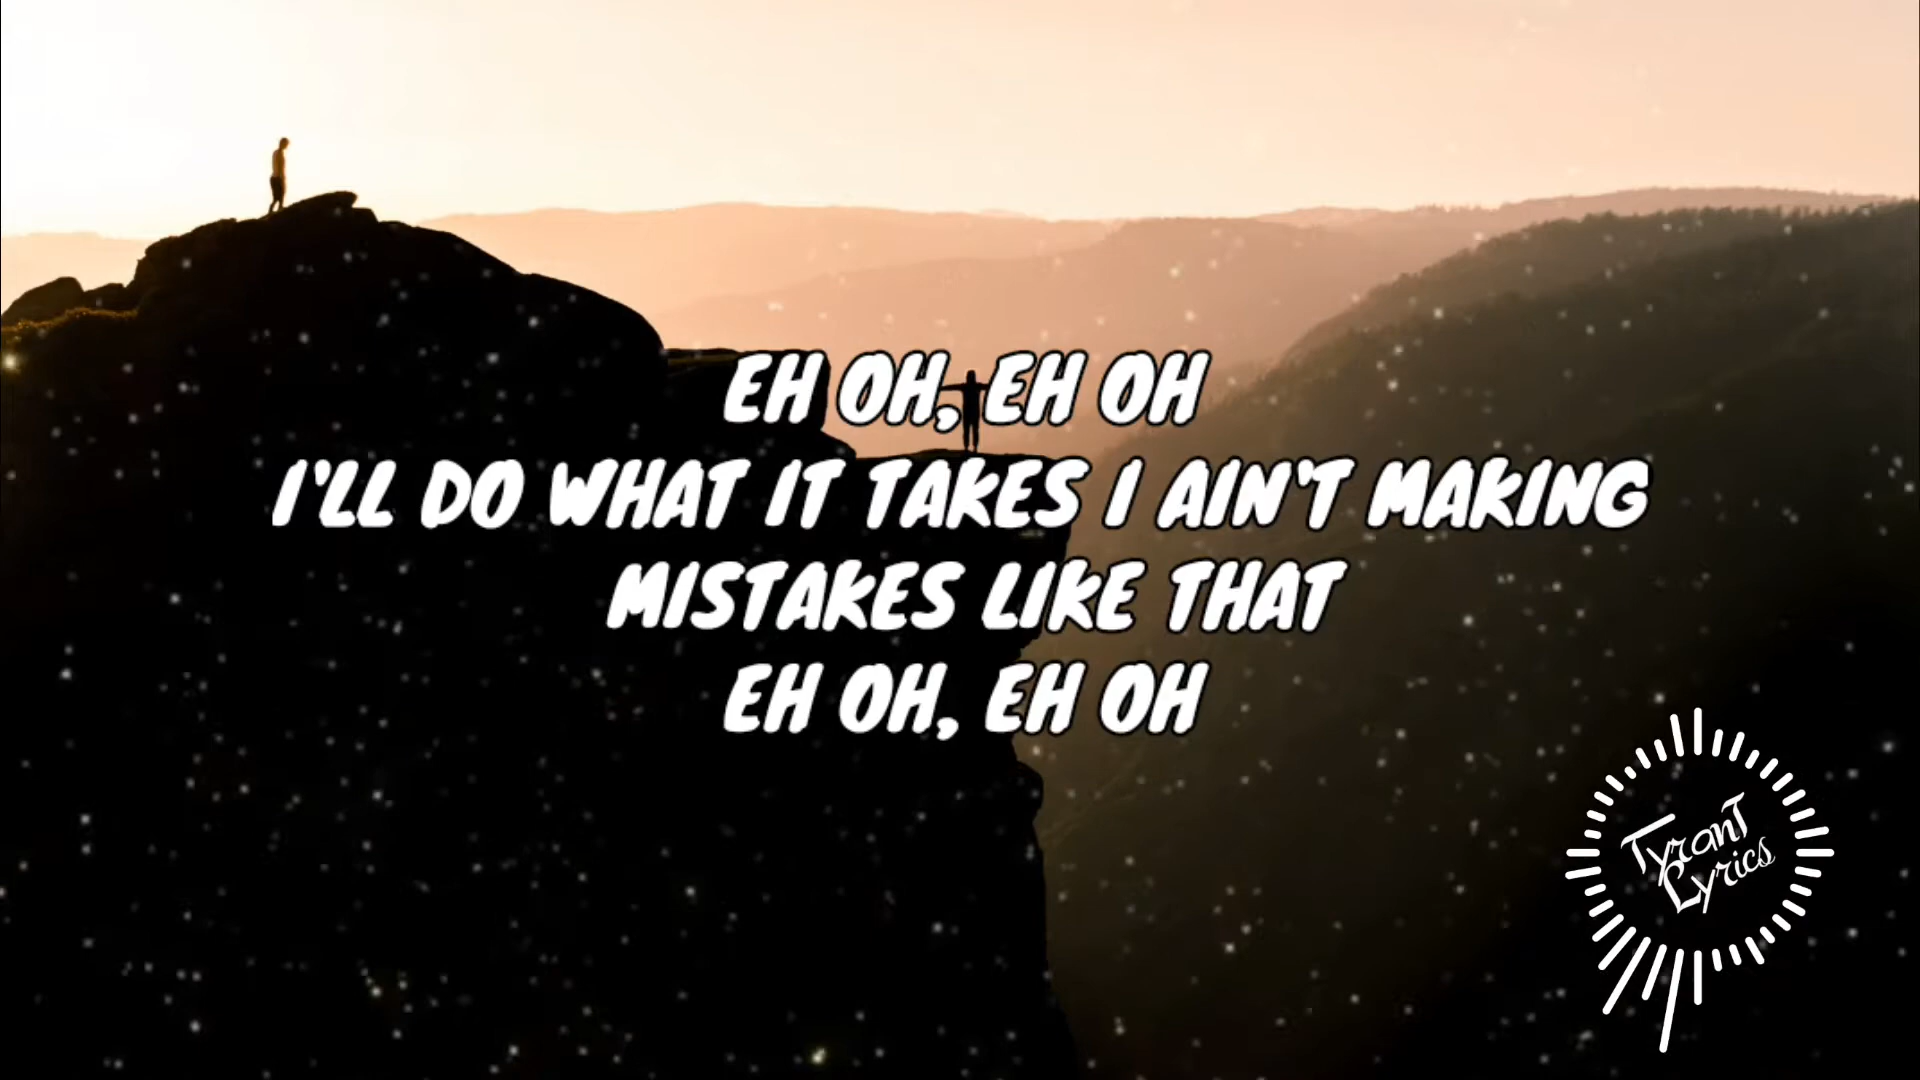 EH OH, EH OH
I'LL DO WHAT IT TAKES I AIN'T MAKING
MISTAKES LIKE THAT
EH OH, EH OH
Tyrant
Lyrics